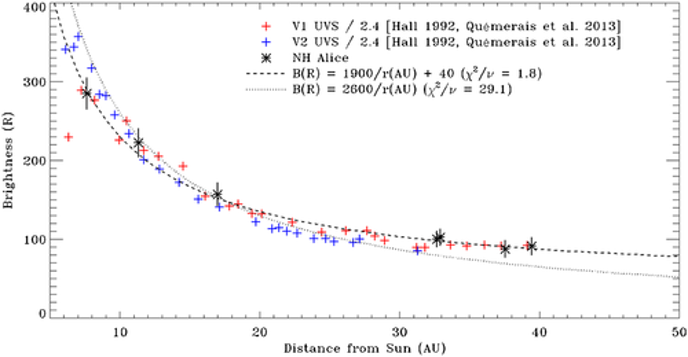 400
V1 UVS / 2.4 [Hall 1992, Quémerais et al. 2013]
V2 UVS / 2.4 [Hall 1992, Quémerais et al. 2013]
NH Alice
B(R) = 1900/r(AU) + 40 (χ²/ν = 1.8)
B(R) = 2600/r(AU) (χ²/ν = 29.1)
300
200
100
0
Brightness (R)
10 20 30 40 50
Distance from Sun (AU)